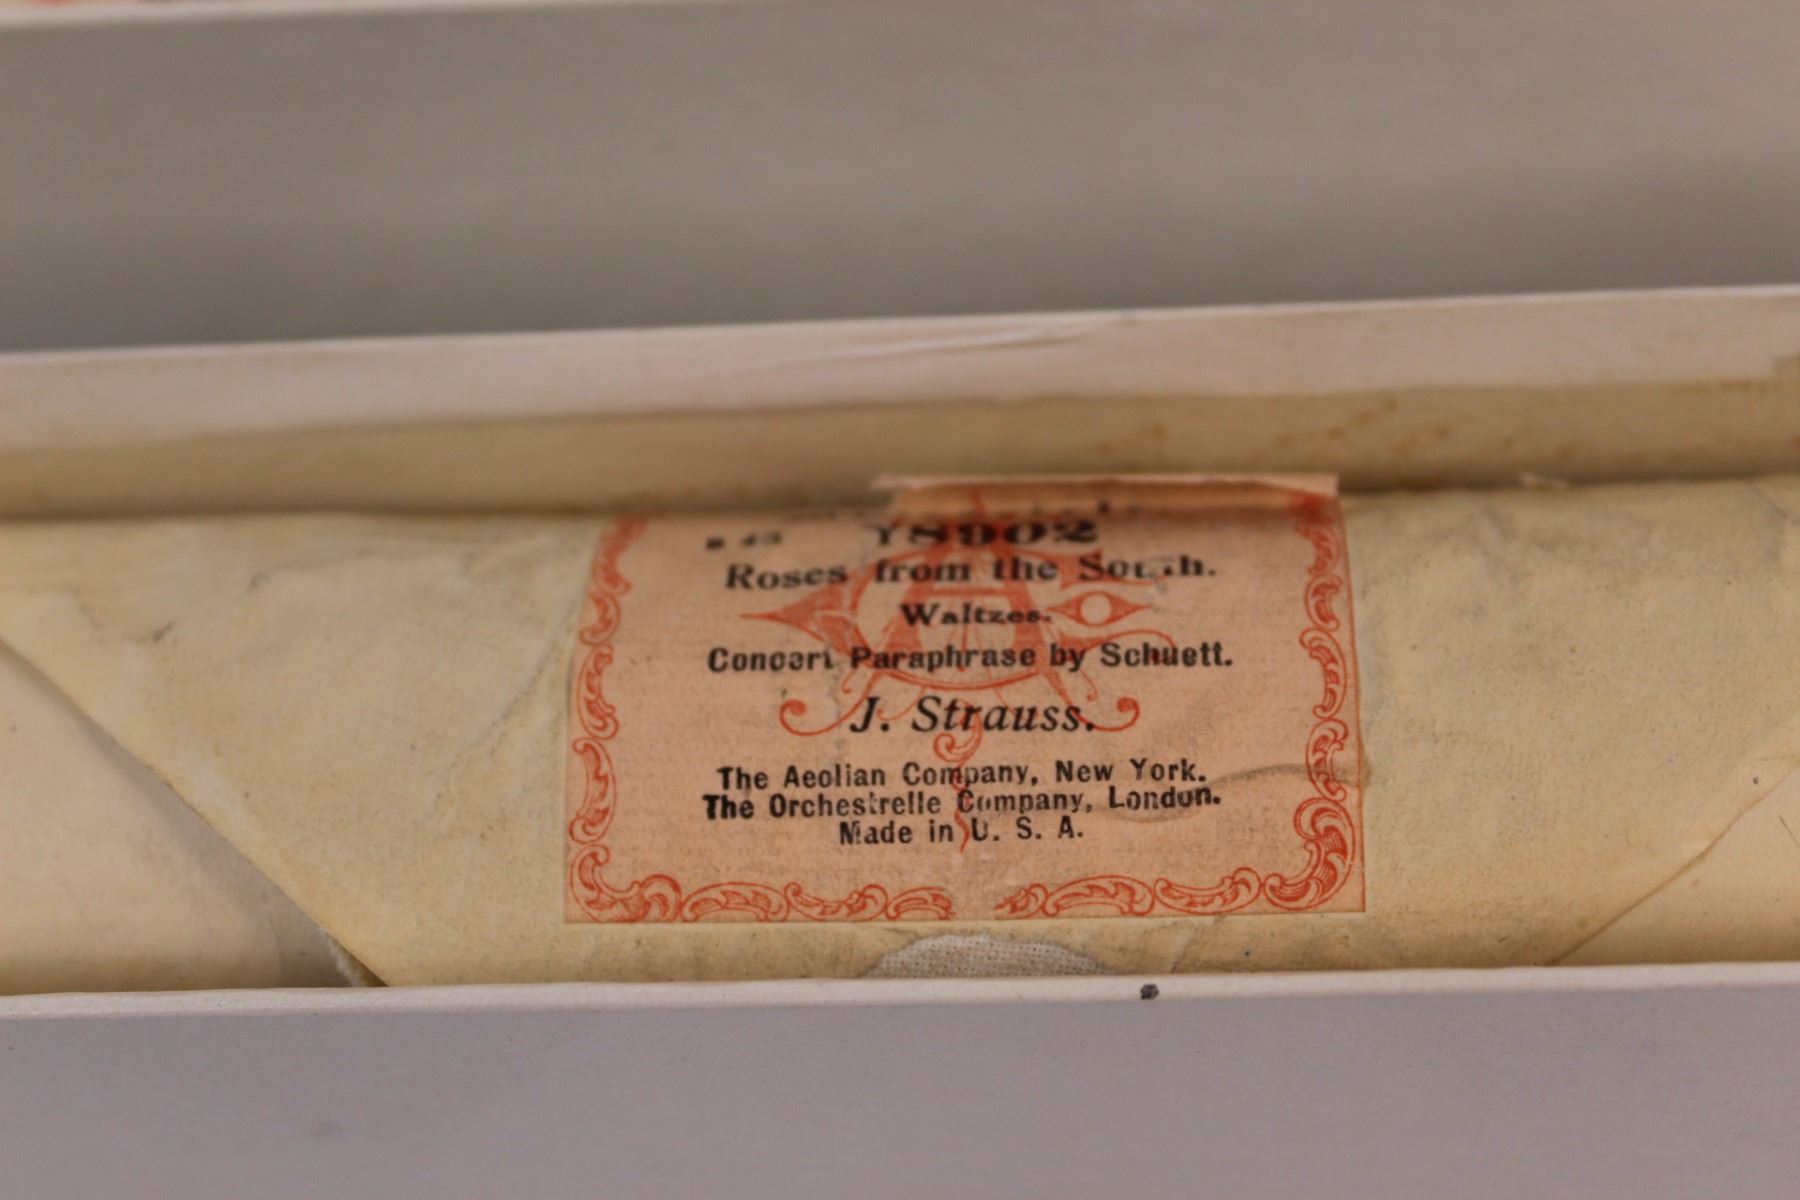 Y8902
Roses from the South.
Waltzes.
Concert Paraphrase by Schuett.
J. Strauss.
The Aeolian Company, New York.
The Orchestrelle Company, London.
Made in U. S. A.